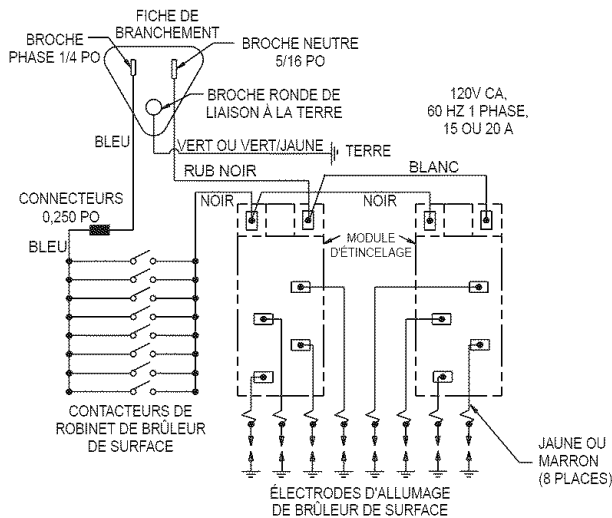 FICHE DE
BRANCHEMENT
BROCHE
PHASE 1/4 PO
BROCHE NEUTRE
5/16 PO
BROCHE RONDE DE
LIAISON À LA TERRE
120V CA,
60 HZ 1 PHASE,
15 OU 20 A
BLEU
VERT OU VERT/JAUNE
TERRE
RUB NOIR
BLANC
CONNECTEURS
0,250 PO
NOIR
NOIR
BLEU
MODULE
D'ÉTINCELAGE
CONTACTEURS DE
ROBINET DE BRÛLEUR
DE SURFACE
JAUNE OU
MARRON
(8 PLACES)
ÉLECTRODES D'ALLUMAGE
DE BRÛLEUR DE SURFACE